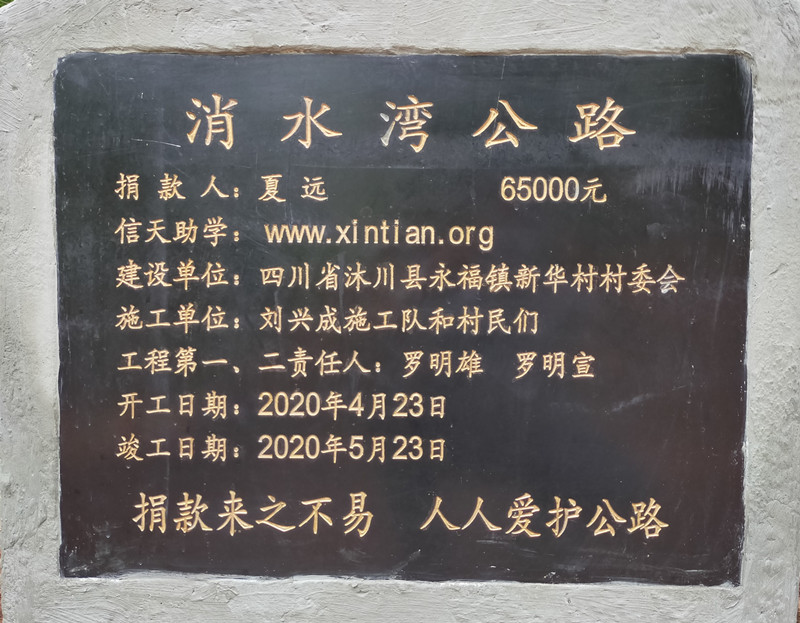 消水湾公路
捐款人：夏远 65000元
信天助学：www.xintian.org
建设单位：四川省沐川县永福镇新华村村委会
施工单位：刘兴成施工队和村民们
工程第一、二责任人：罗明雄 罗明宣
开工日期：2020年4月23日
竣工日期：2020年5月23日
捐款来之不易 人人爱护公路